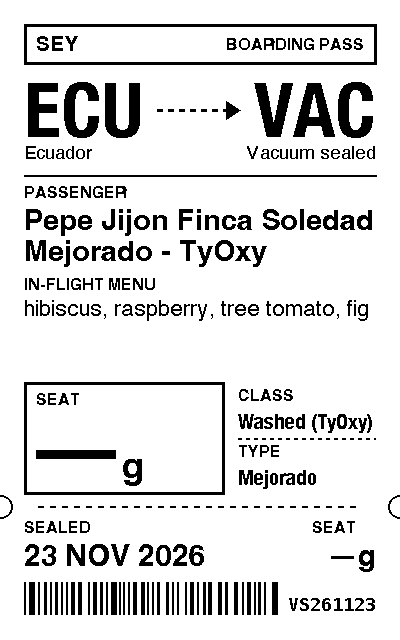 SEY BOARDING PASS
ECU VAC
Ecuador Vacuum sealed
PASSENGER
Pepe Jijon Finca Soledad
Mejorado - TyOxy
IN-FLIGHT MENU
hibiscus, raspberry, tree tomato, fig
SEAT
g
CLASS
Washed (TyOxy)
TYPE
Mejorado
SEALED SEAT
23 NOV 2026 —g
VS261123